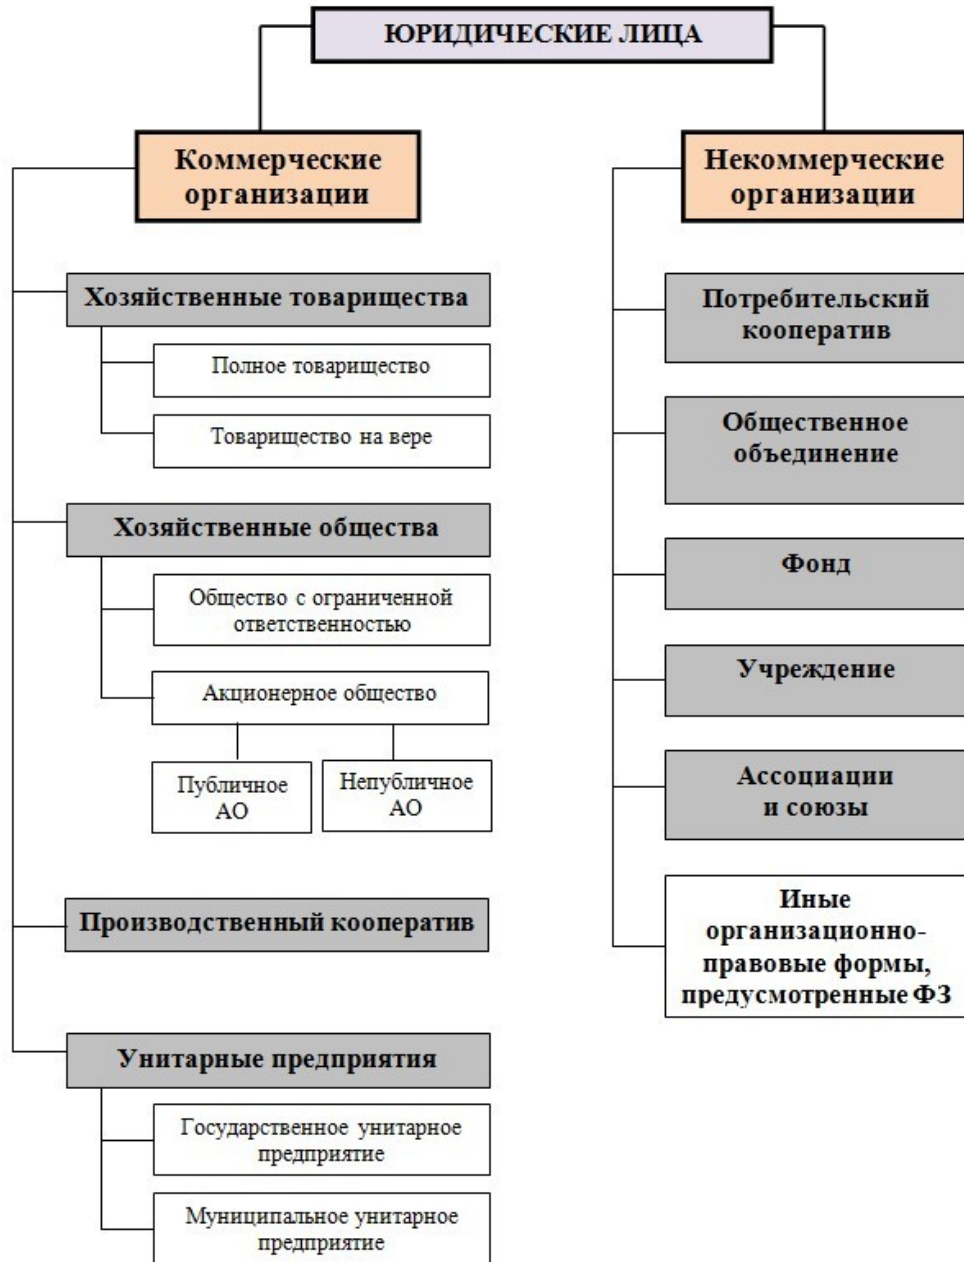 ЮРИДИЧЕСКИЕ ЛИЦА
Коммерческие
организации
Хозяйственные товарищества
Полное товарищество
Товарищество на вере
Хозяйственные общества
Общество с ограниченной
ответственностью
Акционерное общество
Публичное
АО
Непубличное
АО
Производственный кооператив
Унитарные предприятия
Государственное унитарное
предприятие
Муниципальное унитарное
предприятие
Некоммерческие
организации
Потребительский
кооператив
Общественное
объединение
Фонд
Учреждение
Ассоциации
и союзы
Иные
организационно-
правовые формы,
предусмотренные ФЗ